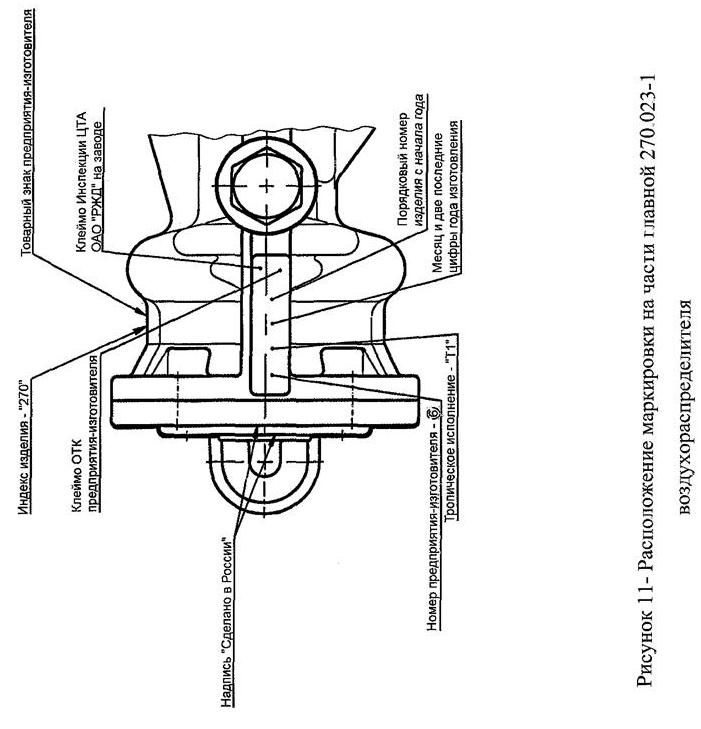 Товарный знак предприятия-изготовителя
Индекс изделия - "270"
Клеймо Инспекции ЦТА
ОАО "РЖД" на заводе
Клеймо ОТК
предприятия-изготовителя
Надпись "Сделано в России"
Порядковый номер
изделия с начала года
Месяц и две последние
цифры года изготовления
Номер предприятия-изготовителя - 6
Тропическое исполнение - "Т1"
Рисунок 11- Расположение маркировки на части главной 270.023-1
воздухораспределителя